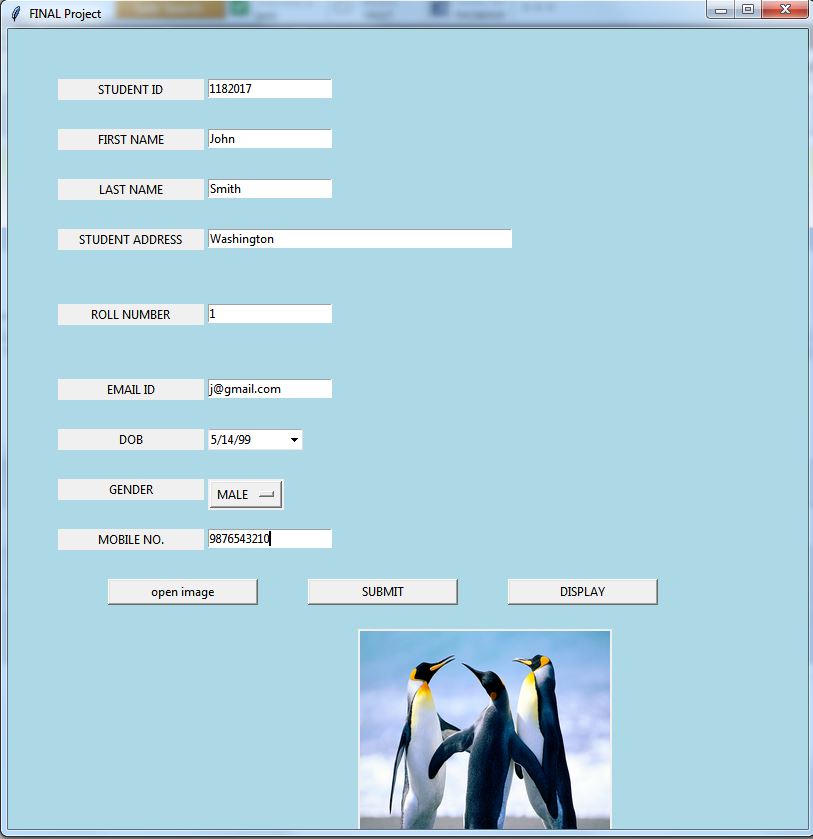 FINAL Project
STUDENT ID 1182017
FIRST NAME John
LAST NAME Smith
STUDENT ADDRESS Washington
ROLL NUMBER 1
EMAIL ID j@gmail.com
DOB 5/14/99
GENDER MALE
MOBILE NO. 9876543210
open image SUBMIT DISPLAY